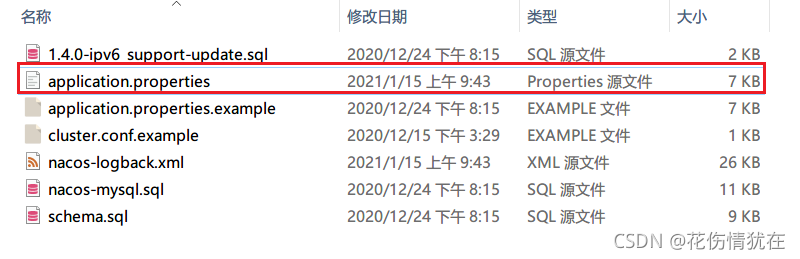 名称 修改日期 类型 大小
1.4.0-ipv6_support-update.sql 2020/12/24 下午 8:15 SQL 源文件 2 KB
application.properties 2021/1/15 上午 9:43 Properties 源文件 7 KB
application.properties.example 2020/12/24 下午 8:15 EXAMPLE 文件 7 KB
cluster.conf.example 2020/12/15 下午 3:29 EXAMPLE 文件 1 KB
nacos-logback.xml 2021/1/15 上午 9:43 XML 源文件 26 KB
nacos-mysql.sql 2020/12/24 下午 8:15 SQL 源文件 11 KB
schema.sql 2020/12/24 下午 8:15 SQL 源文件 9 KB
CSDN @花伤情犹在